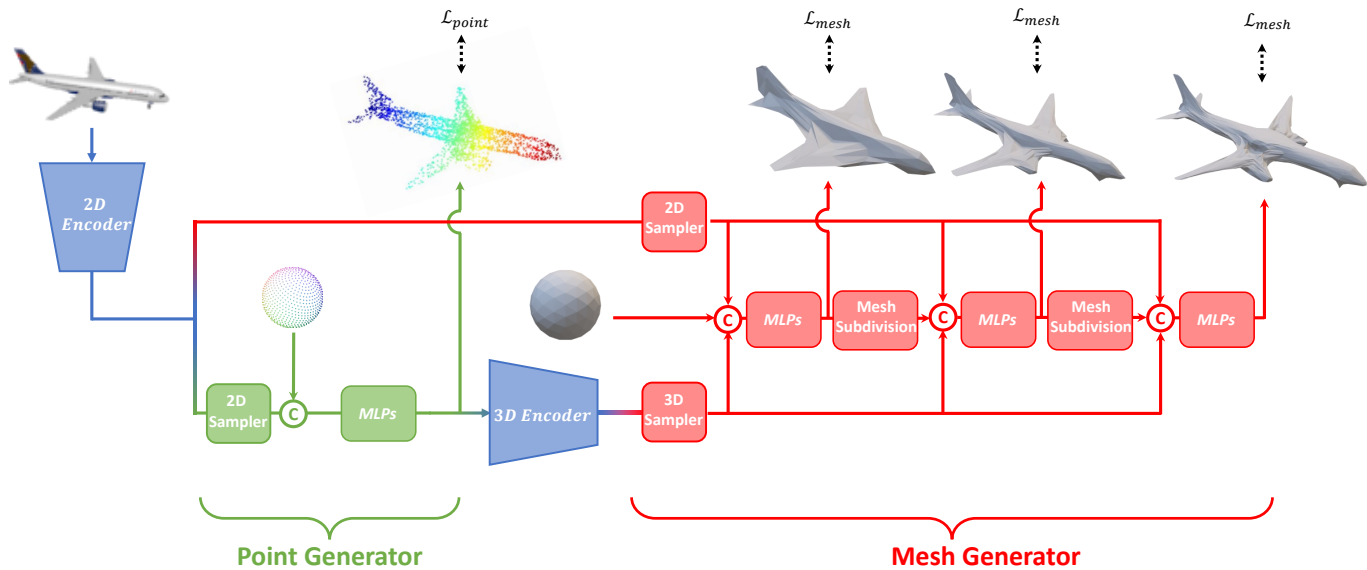 ℒ_point
ℒ_mesh
ℒ_mesh
ℒ_mesh
2D
Encoder
2D
Sampler
C
MLPs
Mesh
Subdivision
C
MLPs
Mesh
Subdivision
C
MLPs
2D
Sampler
C
MLPs
3D Encoder
3D
Sampler
Point Generator
Mesh Generator